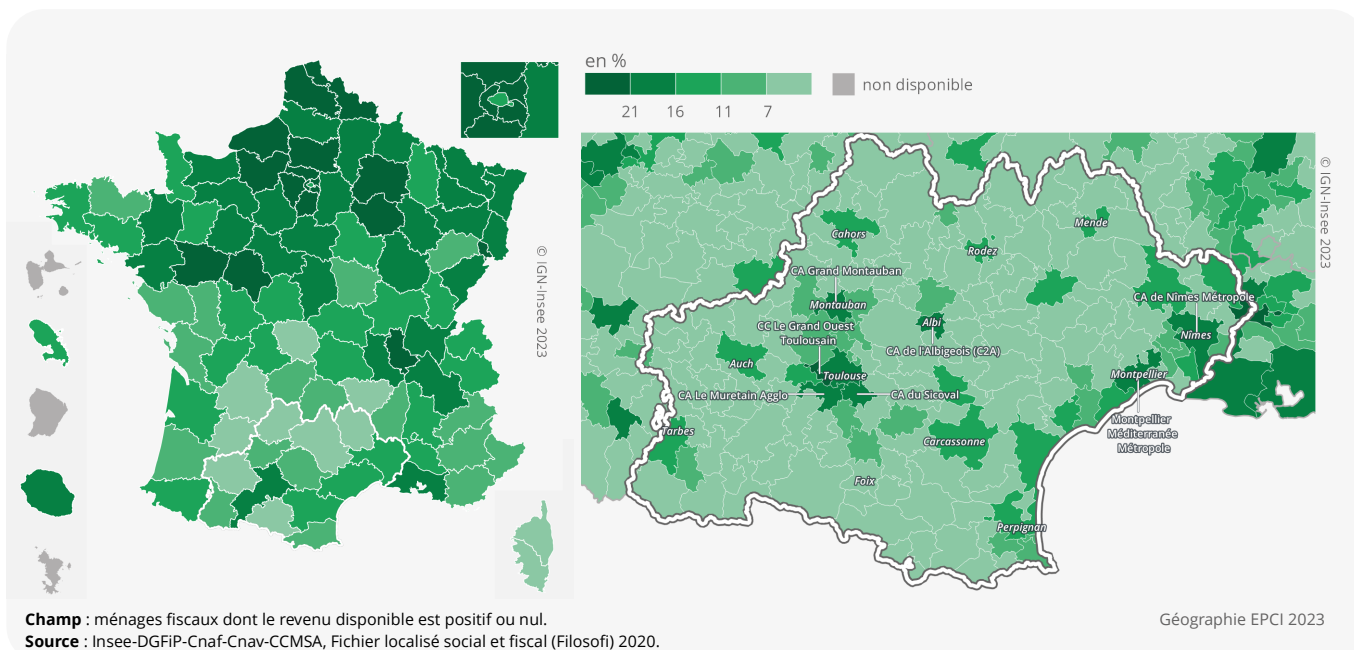 en %
21 16 11 7
non disponible
© IGN-Insee 2023
© IGN-Insee 2023
Mende
Cahors
Rodez
CA Grand Montauban
CA de Nîmes Métropole
Montauban
CC Le Grand Ouest
Toulousain
Albi
Nîmes
CA de l'Albigeois (C2A)
Auch
Toulouse
Montpellier
CA Le Muretain Agglo
CA du Sicoval
Montpellier
Méditerranée
Métropole
Tarbes
Carcassonne
Foix
Perpignan
Champ : ménages fiscaux dont le revenu disponible est positif ou nul.
Géographie EPCI 2023
Source : Insee-DGFiP-Cnaf-Cnav-CCMSA, Fichier localisé social et fiscal (Filosofi) 2020.